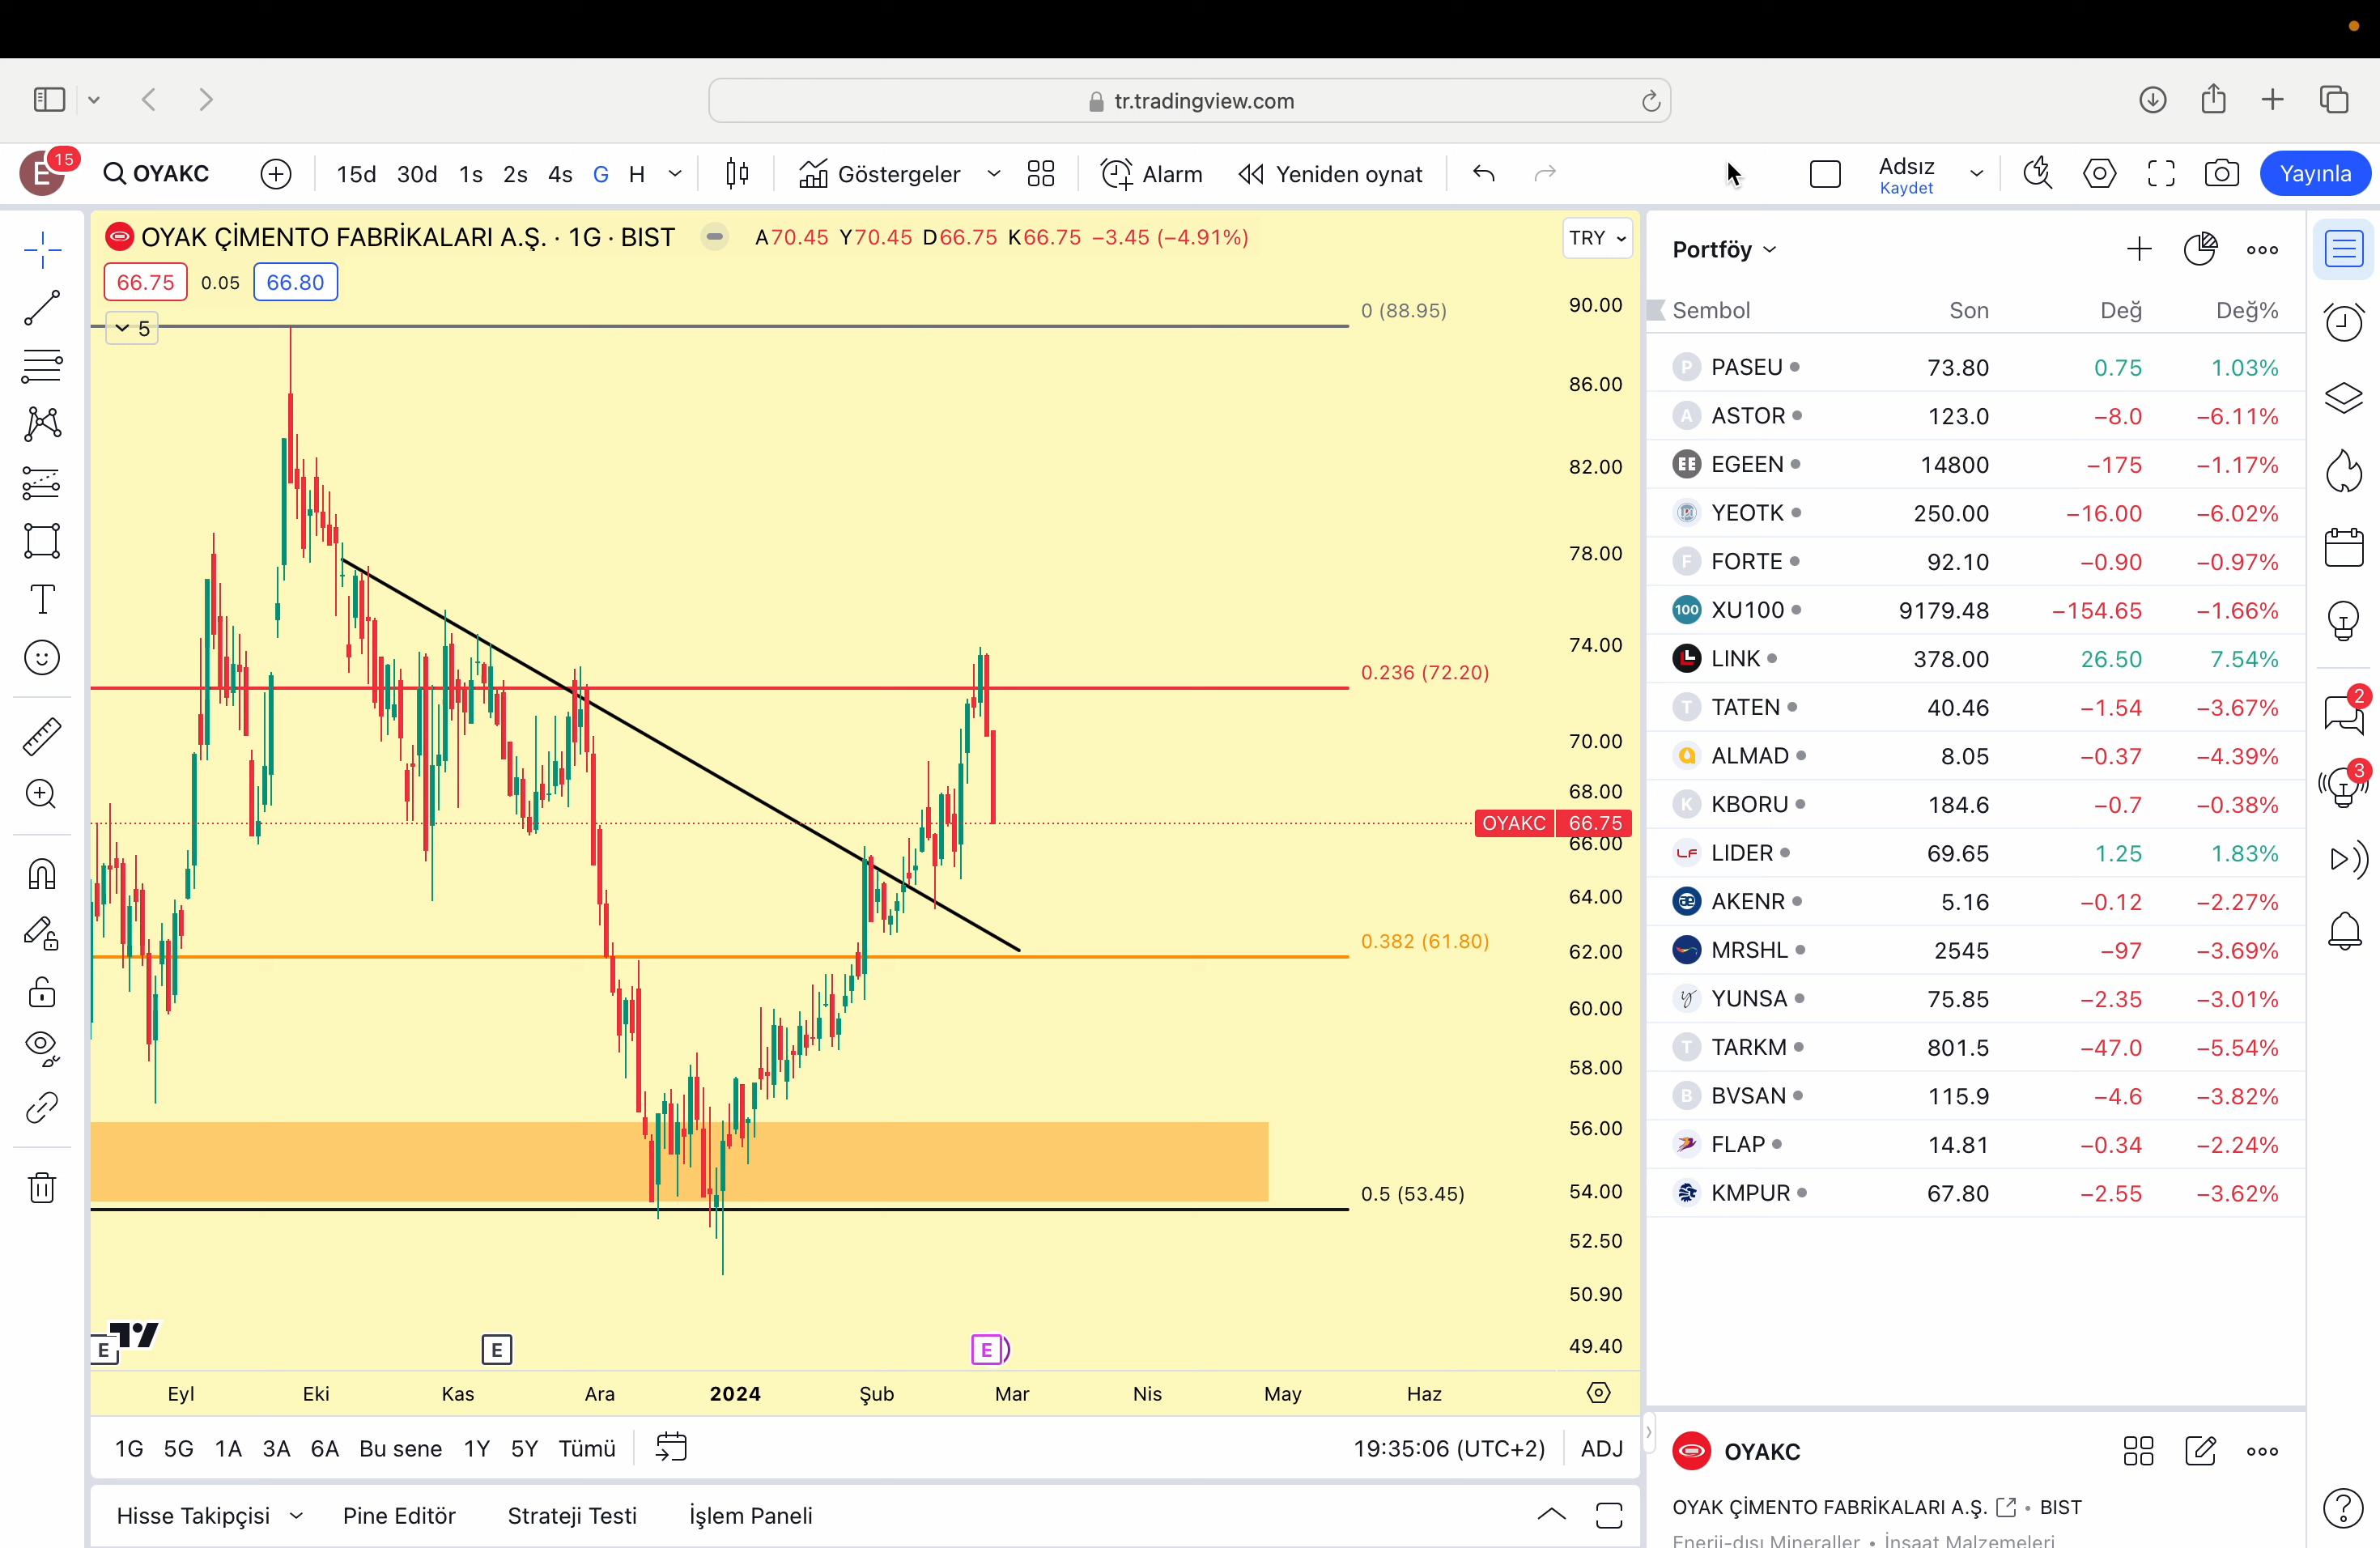 tr.tradingview.com
E 15 OYAKC 15d 30d 1s 2s 4s G H Göstergeler Alarm Yeniden oynat Adsız Kaydet Yayınla
OYAK ÇİMENTO FABRİKALARI A.Ş. · 1G · BIST A70.45 Y70.45 D66.75 K66.75 −3.45 (−4.91%) TRY
66.75 0.05 66.80
5
0 (88.95)
0.236 (72.20)
0.382 (61.80)
0.5 (53.45)
90.00
86.00
82.00
78.00
74.00
70.00
68.00
OYAKC 66.75
66.00
64.00
62.00
60.00
58.00
56.00
54.00
52.50
50.90
49.40
E E E
Eyl Eki Kas Ara 2024 Şub Mar Nis May Haz
1G 5G 1A 3A 6A Bu sene 1Y 5Y Tümü 19:35:06 (UTC+2) ADJ
Hisse Takipçisi Pine Editör Strateji Testi İşlem Paneli
Portföy
Sembol Son Değ Değ%
P PASEU 73.80 0.75 1.03%
A ASTOR 123.0 −8.0 −6.11%
EE EGEEN 14800 −175 −1.17%
YEOTK 250.00 −16.00 −6.02%
F FORTE 92.10 −0.90 −0.97%
100 XU100 9179.48 −154.65 −1.66%
LINK 378.00 26.50 7.54%
T TATEN 40.46 −1.54 −3.67%
ALMAD 8.05 −0.37 −4.39%
K KBORU 184.6 −0.7 −0.38%
LF LIDER 69.65 1.25 1.83%
AKENR 5.16 −0.12 −2.27%
MRSHL 2545 −97 −3.69%
YUNSA 75.85 −2.35 −3.01%
T TARKM 801.5 −47.0 −5.54%
B BVSAN 115.9 −4.6 −3.82%
FLAP 14.81 −0.34 −2.24%
KMPUR 67.80 −2.55 −3.62%
OYAKC
OYAK ÇİMENTO FABRİKALARI A.Ş. • BIST
Enerji-dışı Mineraller • İnşaat Malzemeleri
2
3